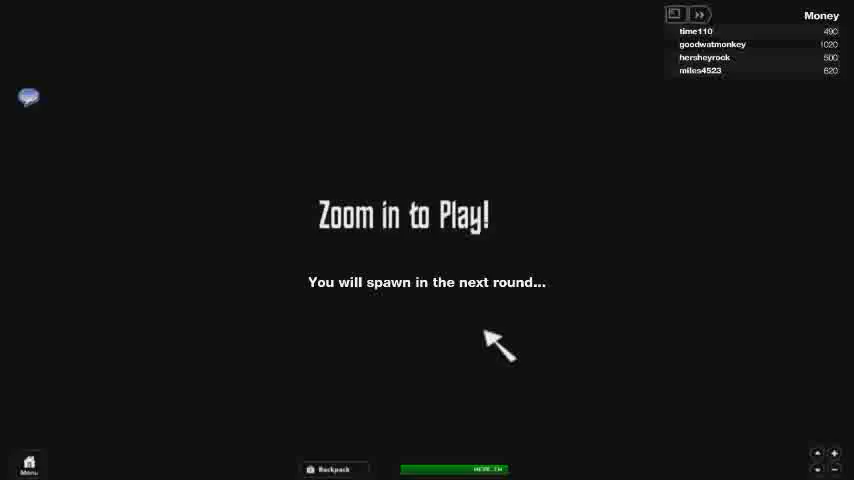 Money
time110 490
goodwatmonkey 1020
hersheyrock 500
miles4523 620
Zoom in to Play!
You will spawn in the next round...
Menu
Backpack